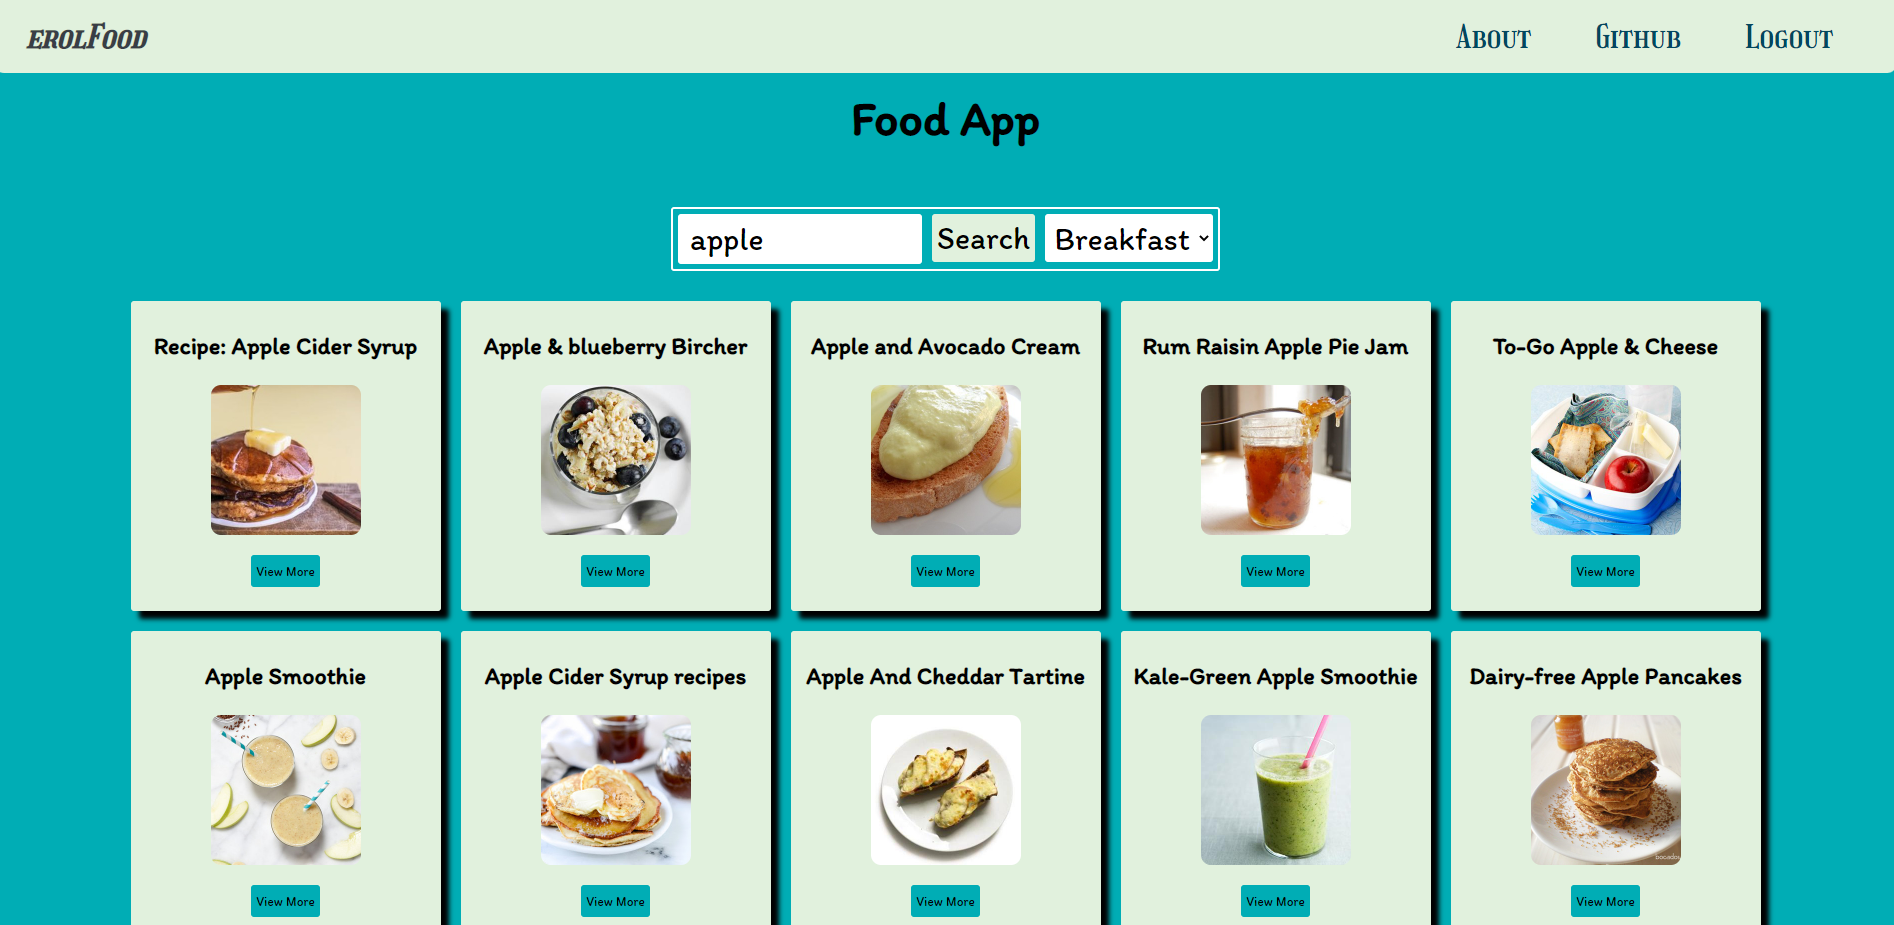 erolFood
About
Github
Logout
Food App
apple
Search
Breakfast
Recipe: Apple Cider Syrup
Apple & blueberry Bircher
Apple and Avocado Cream
Rum Raisin Apple Pie Jam
To-Go Apple & Cheese
View More
View More
View More
View More
View More
Apple Smoothie
Apple Cider Syrup recipes
Apple And Cheddar Tartine
Kale-Green Apple Smoothie
Dairy-free Apple Pancakes
View More
View More
View More
View More
View More